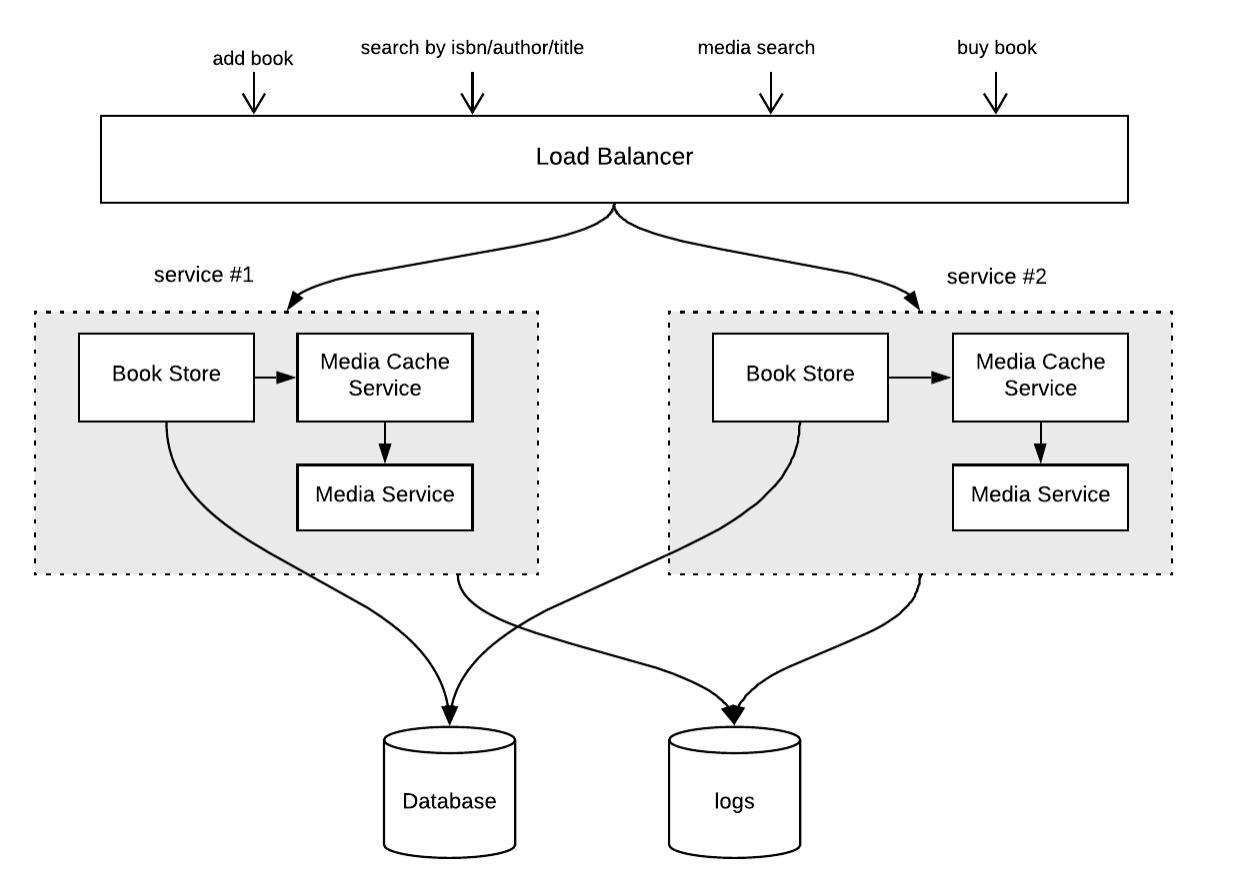 add book
search by isbn/author/title
media search
buy book
Load Balancer
service #1
service #2
Book Store
Media Cache
Service
Media Service
Book Store
Media Cache
Service
Media Service
Database
logs